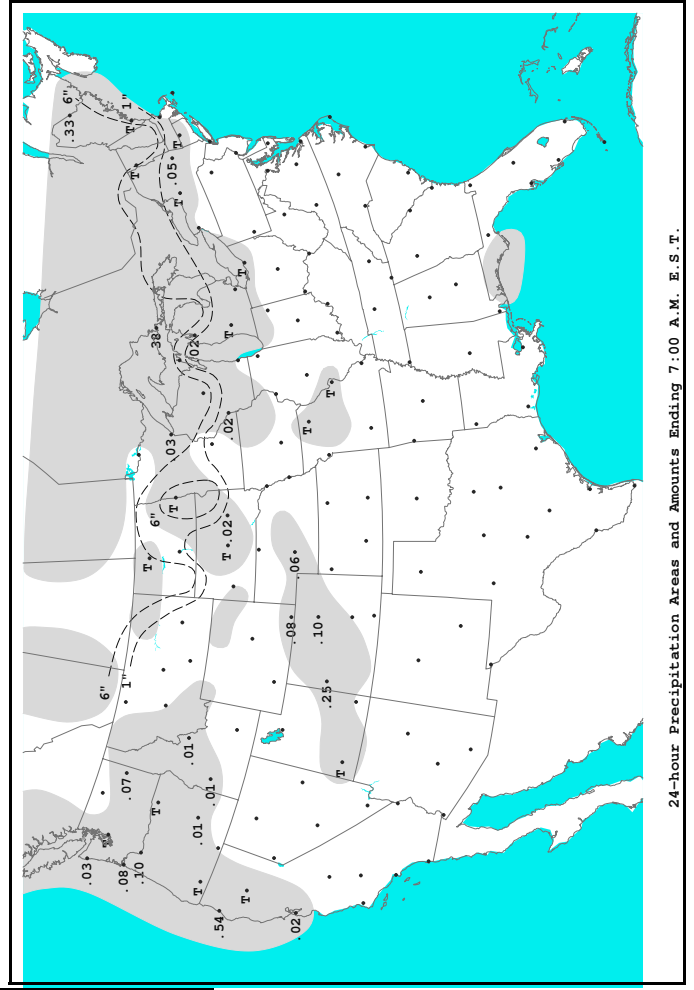 6"
.33
.03
6"
T
.08
.07
1"
1"
T
T
.10
T
T
6"
.38
.03
T
.05
T
T
.01
.02
T
.01
.01
.54
T
.02
.02
T
T
T
.08
.02
.06
T
.10
.25
T
T
24-hour Precipitation Areas and Amounts Ending 7:00 A.M. E.S.T.